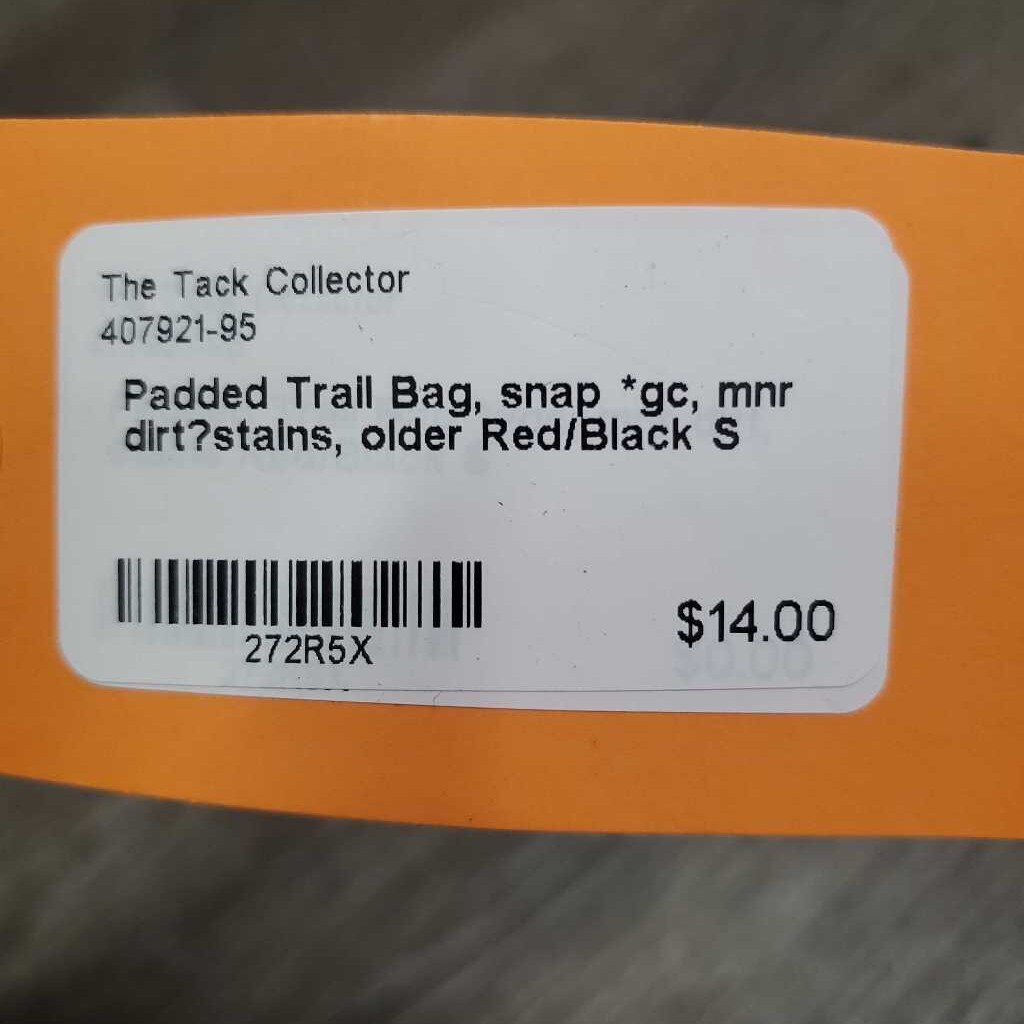 The Tack Collector
407921-95
Padded Trail Bag, snap *gc, mnr
dirt?stains, older Red/Black S
272R5X
$14.00